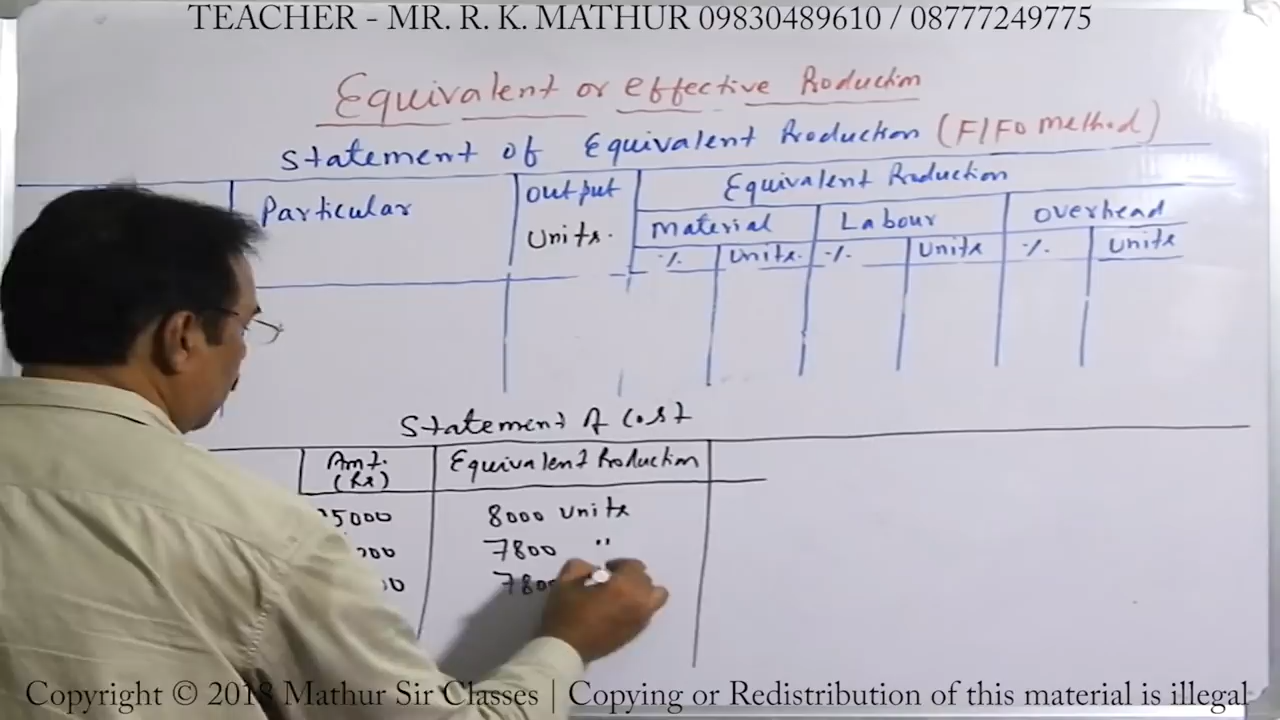 TEACHER - MR. R. K. MATHUR 09830489610 / 08777249775
Equivalent or effective Production
Statement of Equivalent Production (FIFO method)
Particular
Output Units.
Equivalent Production
Material
Labour
Overhead
%
Units.
%
Units
%
Units
Statement of Cost
Amt. (Rs)
Equivalent Production
5000
8000 Units
7800 "
7800
Copyright © 2018 Mathur Sir Classes | Copying or Redistribution of this material is illegal